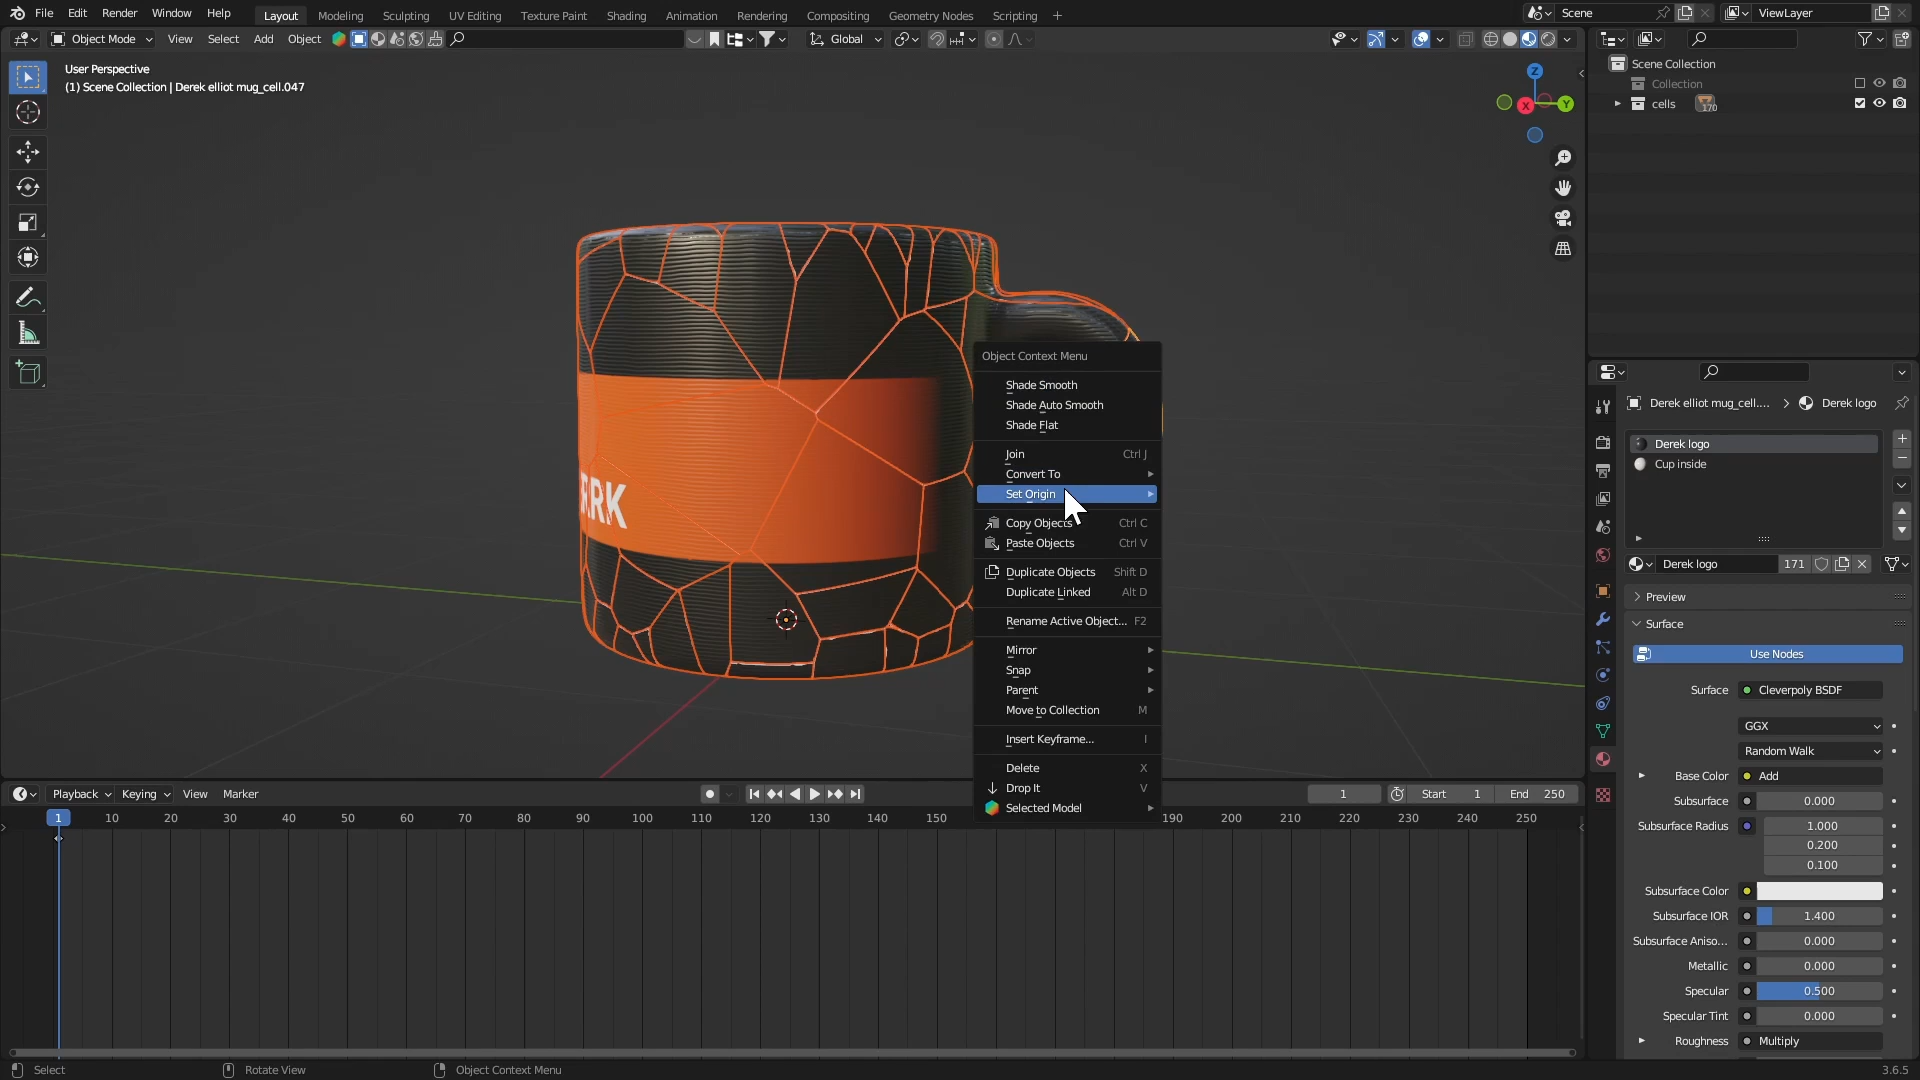 File Edit Render Window Help Layout Modeling Sculpting UV Editing Texture Paint Shading Animation Rendering Compositing Geometry Nodes Scripting + Scene ViewLayer
Object Mode View Select Add Object Global
User Perspective
(1) Scene Collection | Derek elliot mug_cell.047
Z
X
Y
Scene Collection
Collection
cells 170
RRK
Object Context Menu
Shade Smooth
Shade Auto Smooth
Shade Flat
Join Ctrl J
Convert To
Set Origin
Copy Objects Ctrl C
Paste Objects Ctrl V
Duplicate Objects Shift D
Duplicate Linked Alt D
Rename Active Object... F2
Mirror
Snap
Parent
Move to Collection M
Insert Keyframe... I
Delete X
Drop It V
Selected Model
Derek elliot mug_cell.... > Derek logo
Derek logo
Cup inside
Derek logo 171
Preview
Surface
Use Nodes
Surface Cleverpoly BSDF
GGX
Random Walk
Base Color Add
Subsurface 0.000
Subsurface Radius 1.000
0.200
0.100
Subsurface Color
Subsurface IOR 1.400
Subsurface Aniso... 0.000
Metallic 0.000
Specular 0.500
Specular Tint 0.000
Roughness Multiply
Playback Keying View Marker 1 Start 1 End 250
1 10 20 30 40 50 60 70 80 90 100 110 120 130 140 150 190 200 210 220 230 240 250
Select Rotate View Object Context Menu 3.6.5